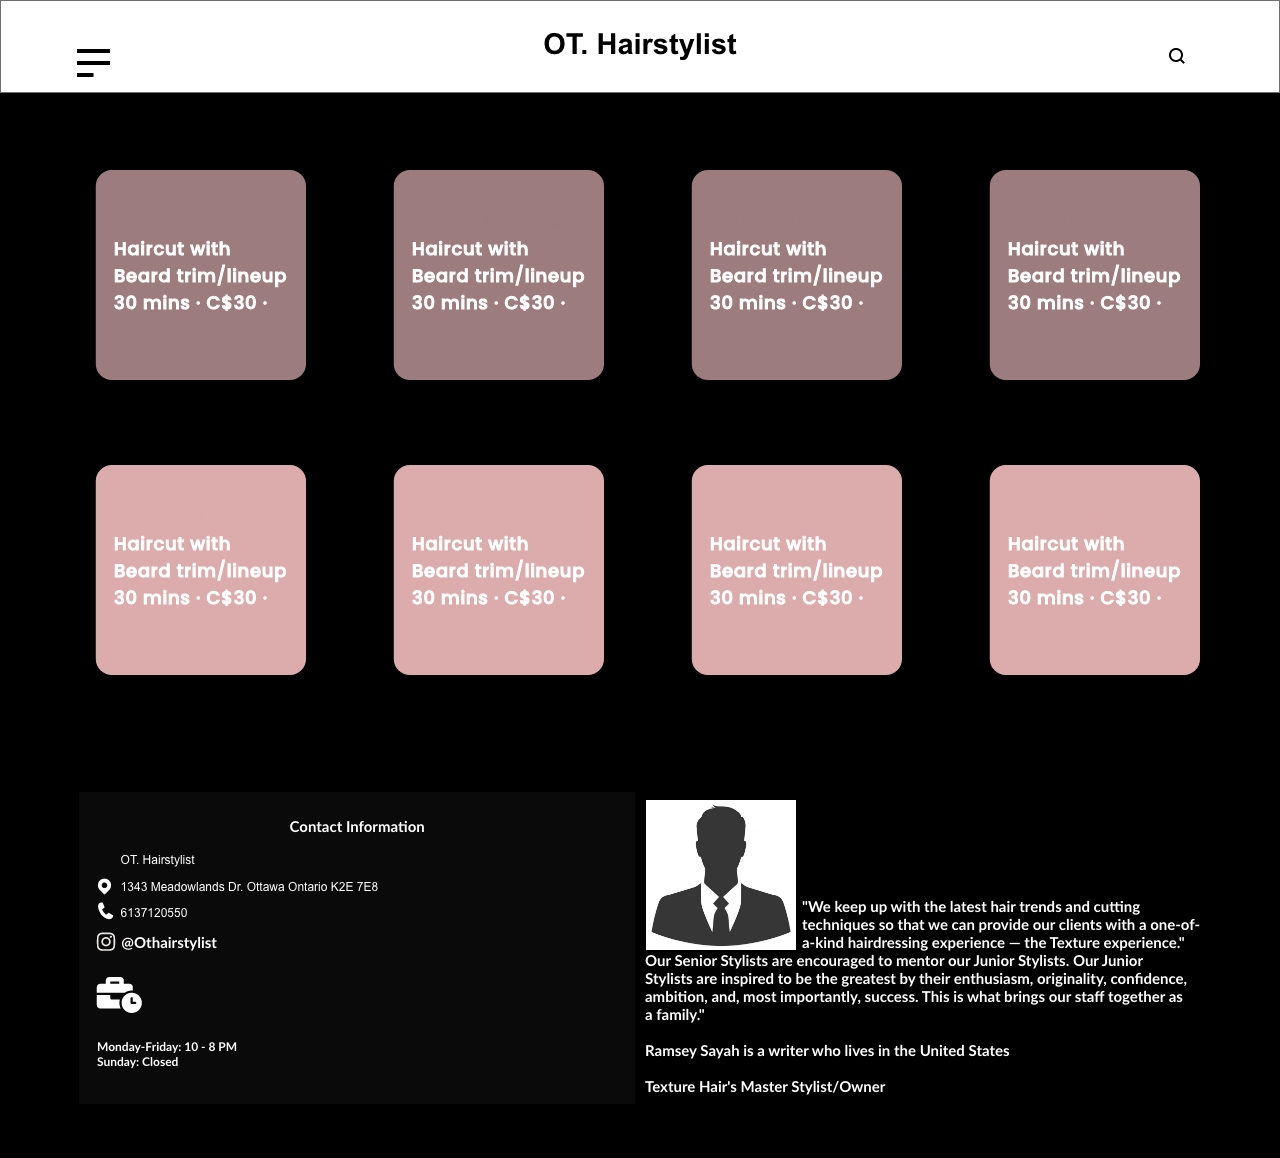 OT. Hairstylist
Haircut with
Beard trim/lineup
30 mins · C$30 ·
Haircut with
Beard trim/lineup
30 mins · C$30 ·
Haircut with
Beard trim/lineup
30 mins · C$30 ·
Haircut with
Beard trim/lineup
30 mins · C$30 ·
Haircut with
Beard trim/lineup
30 mins · C$30 ·
Haircut with
Beard trim/lineup
30 mins · C$30 ·
Haircut with
Beard trim/lineup
30 mins · C$30 ·
Haircut with
Beard trim/lineup
30 mins · C$30 ·
Contact Information
OT. Hairstylist
1343 Meadowlands Dr. Ottawa Ontario K2E 7E8
6137120550
@Othairstylist
Monday-Friday: 10 - 8 PM
Sunday: Closed
"We keep up with the latest hair trends and cutting
techniques so that we can provide our clients with a one-of-
a-kind hairdressing experience — the Texture experience."
Our Senior Stylists are encouraged to mentor our Junior Stylists. Our Junior
Stylists are inspired to be the greatest by their enthusiasm, originality, confidence,
ambition, and, most importantly, success. This is what brings our staff together as
a family."
Ramsey Sayah is a writer who lives in the United States
Texture Hair's Master Stylist/Owner